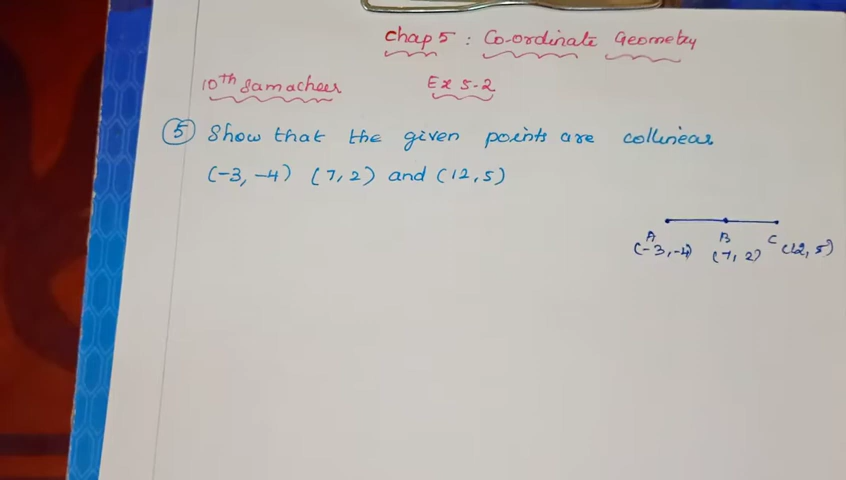 Chap 5 : Co-ordinate Geometry
10th Samacheer Ex 5-2
5 Show that the given points are collinear
(-3, -4) (7, 2) and (12, 5)
A B C
(-3, -4) (7, 2) (12, 5)